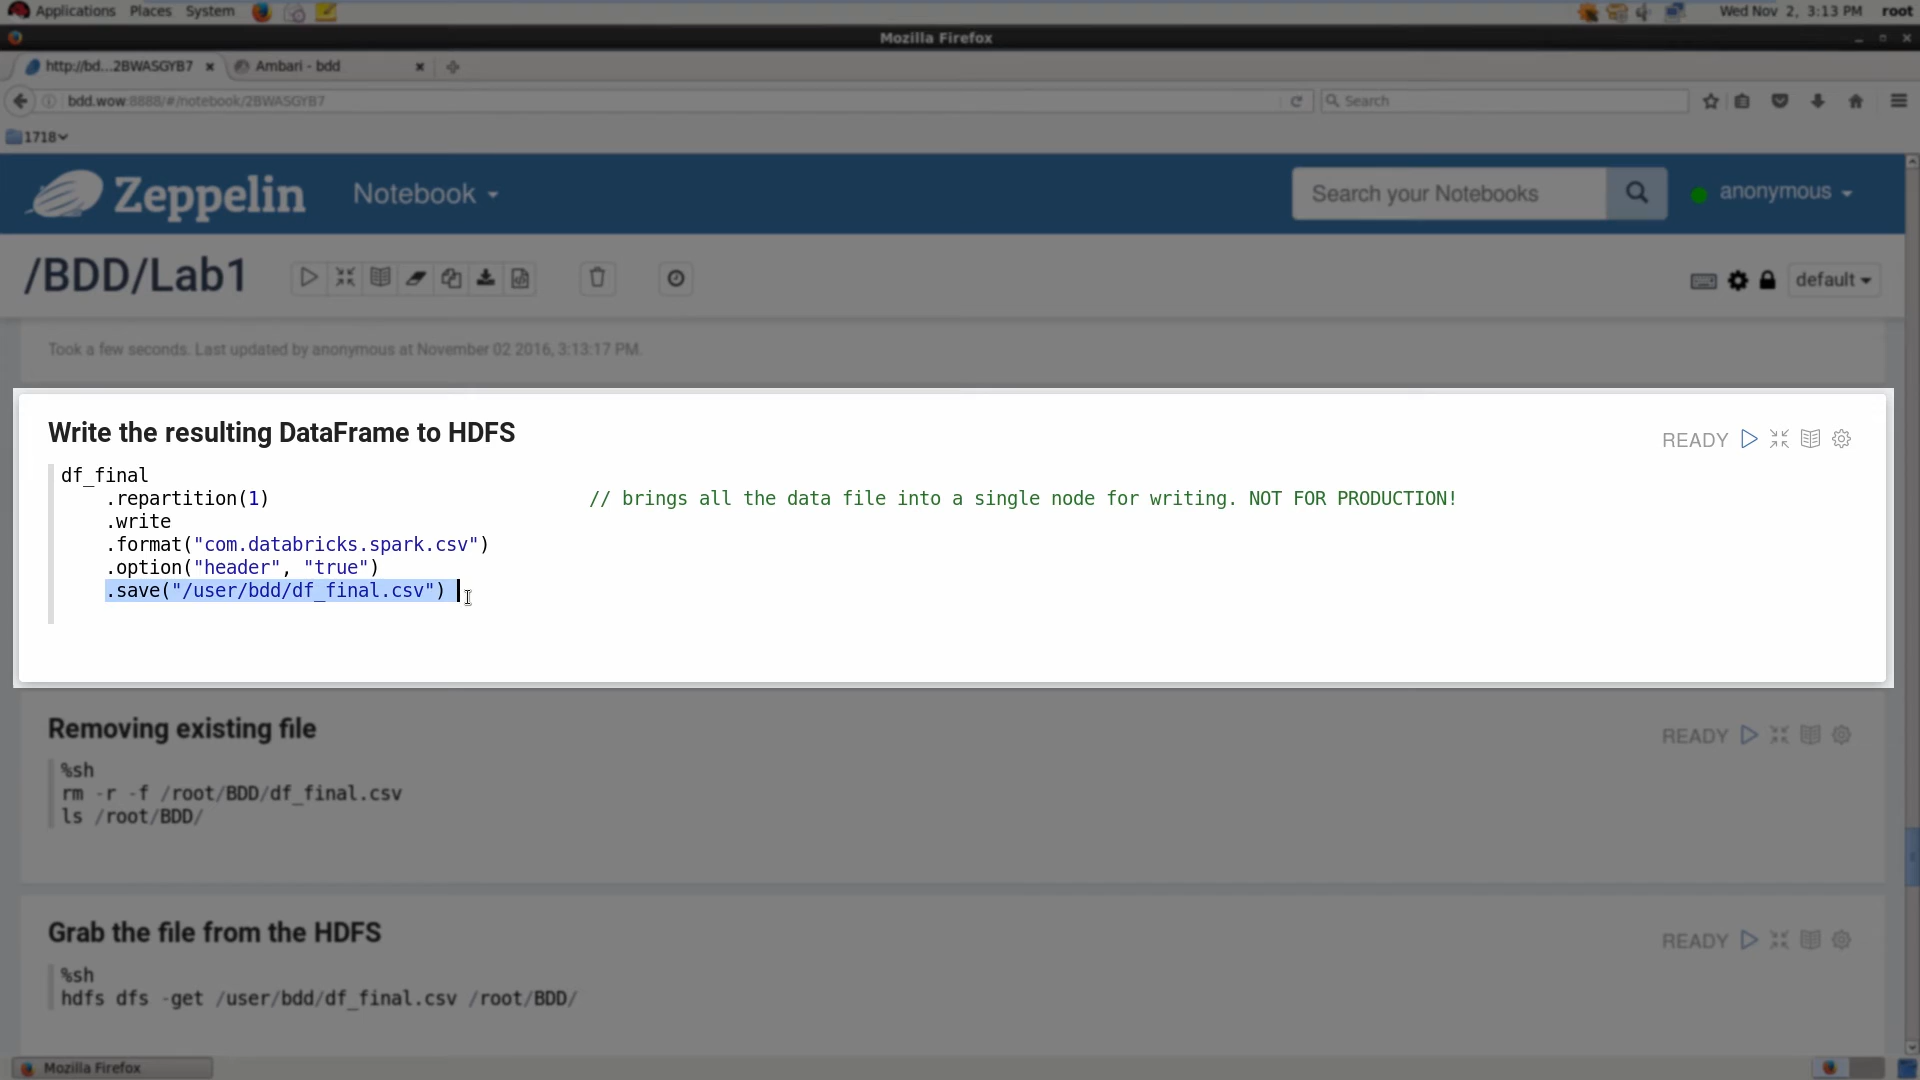 Applications Places System Wed Nov 2, 3:13 PM root
Mozilla Firefox
http://bd...2BWASGYB7 Ambari - bdd
bdd.wow:8888/#/notebook/2BWASGYB7 Search
1718
Zeppelin Notebook Search your Notebooks anonymous
/BDD/Lab1 default
Took a few seconds. Last updated by anonymous at November 02 2016, 3:13:17 PM.
Write the resulting DataFrame to HDFS READY
df_final
.repartition(1) // brings all the data file into a single node for writing. NOT FOR PRODUCTION!
.write
.format("com.databricks.spark.csv")
.option("header", "true")
.save("/user/bdd/df_final.csv")
Removing existing file READY
%sh
rm -r -f /root/BDD/df_final.csv
ls /root/BDD/
Grab the file from the HDFS READY
%sh
hdfs dfs -get /user/bdd/df_final.csv /root/BDD/
Mozilla Firefox